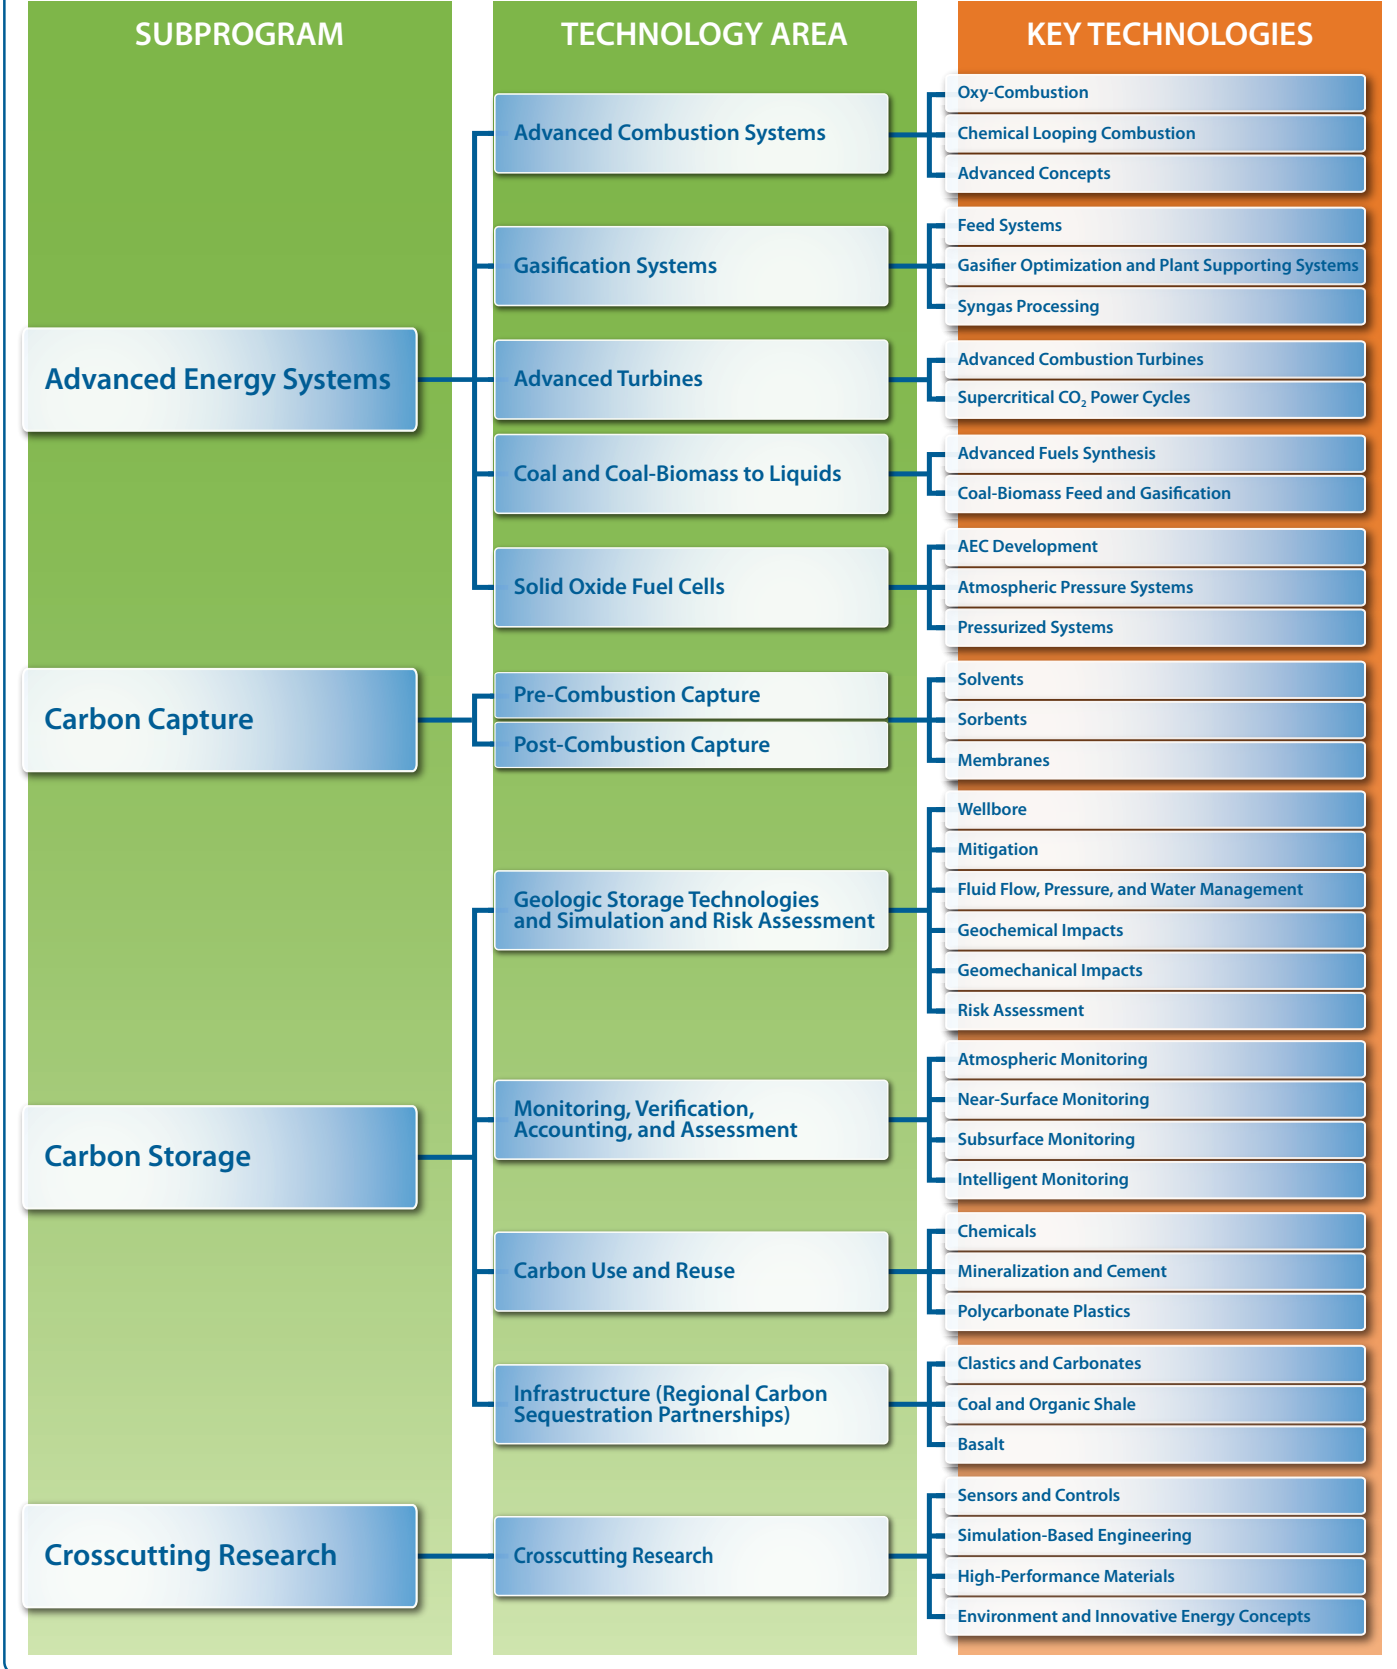 SUBPROGRAM
TECHNOLOGY AREA
KEY TECHNOLOGIES
Advanced Energy Systems
Advanced Combustion Systems
Oxy-Combustion
Chemical Looping Combustion
Advanced Concepts
Gasification Systems
Feed Systems
Gasifier Optimization and Plant Supporting Systems
Syngas Processing
Advanced Turbines
Advanced Combustion Turbines
Supercritical CO₂ Power Cycles
Coal and Coal-Biomass to Liquids
Advanced Fuels Synthesis
Coal-Biomass Feed and Gasification
Solid Oxide Fuel Cells
AEC Development
Atmospheric Pressure Systems
Pressurized Systems
Carbon Capture
Pre-Combustion Capture
Post-Combustion Capture
Solvents
Sorbents
Membranes
Carbon Storage
Geologic Storage Technologies
and Simulation and Risk Assessment
Wellbore
Mitigation
Fluid Flow, Pressure, and Water Management
Geochemical Impacts
Geomechanical Impacts
Risk Assessment
Monitoring, Verification,
Accounting, and Assessment
Atmospheric Monitoring
Near-Surface Monitoring
Subsurface Monitoring
Intelligent Monitoring
Carbon Use and Reuse
Chemicals
Mineralization and Cement
Polycarbonate Plastics
Infrastructure (Regional Carbon
Sequestration Partnerships)
Clastics and Carbonates
Coal and Organic Shale
Basalt
Crosscutting Research
Crosscutting Research
Sensors and Controls
Simulation-Based Engineering
High-Performance Materials
Environment and Innovative Energy Concepts